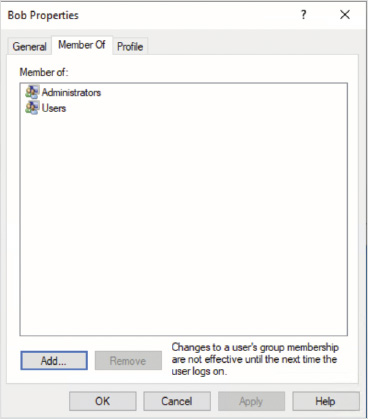 Bob Properties
?
General
Member Of
Profile
Member of:
Administrators
Users
Add...
Remove
Changes to a user's group membership
are not effective until the next time the
user logs on.
OK
Cancel
Apply
Help